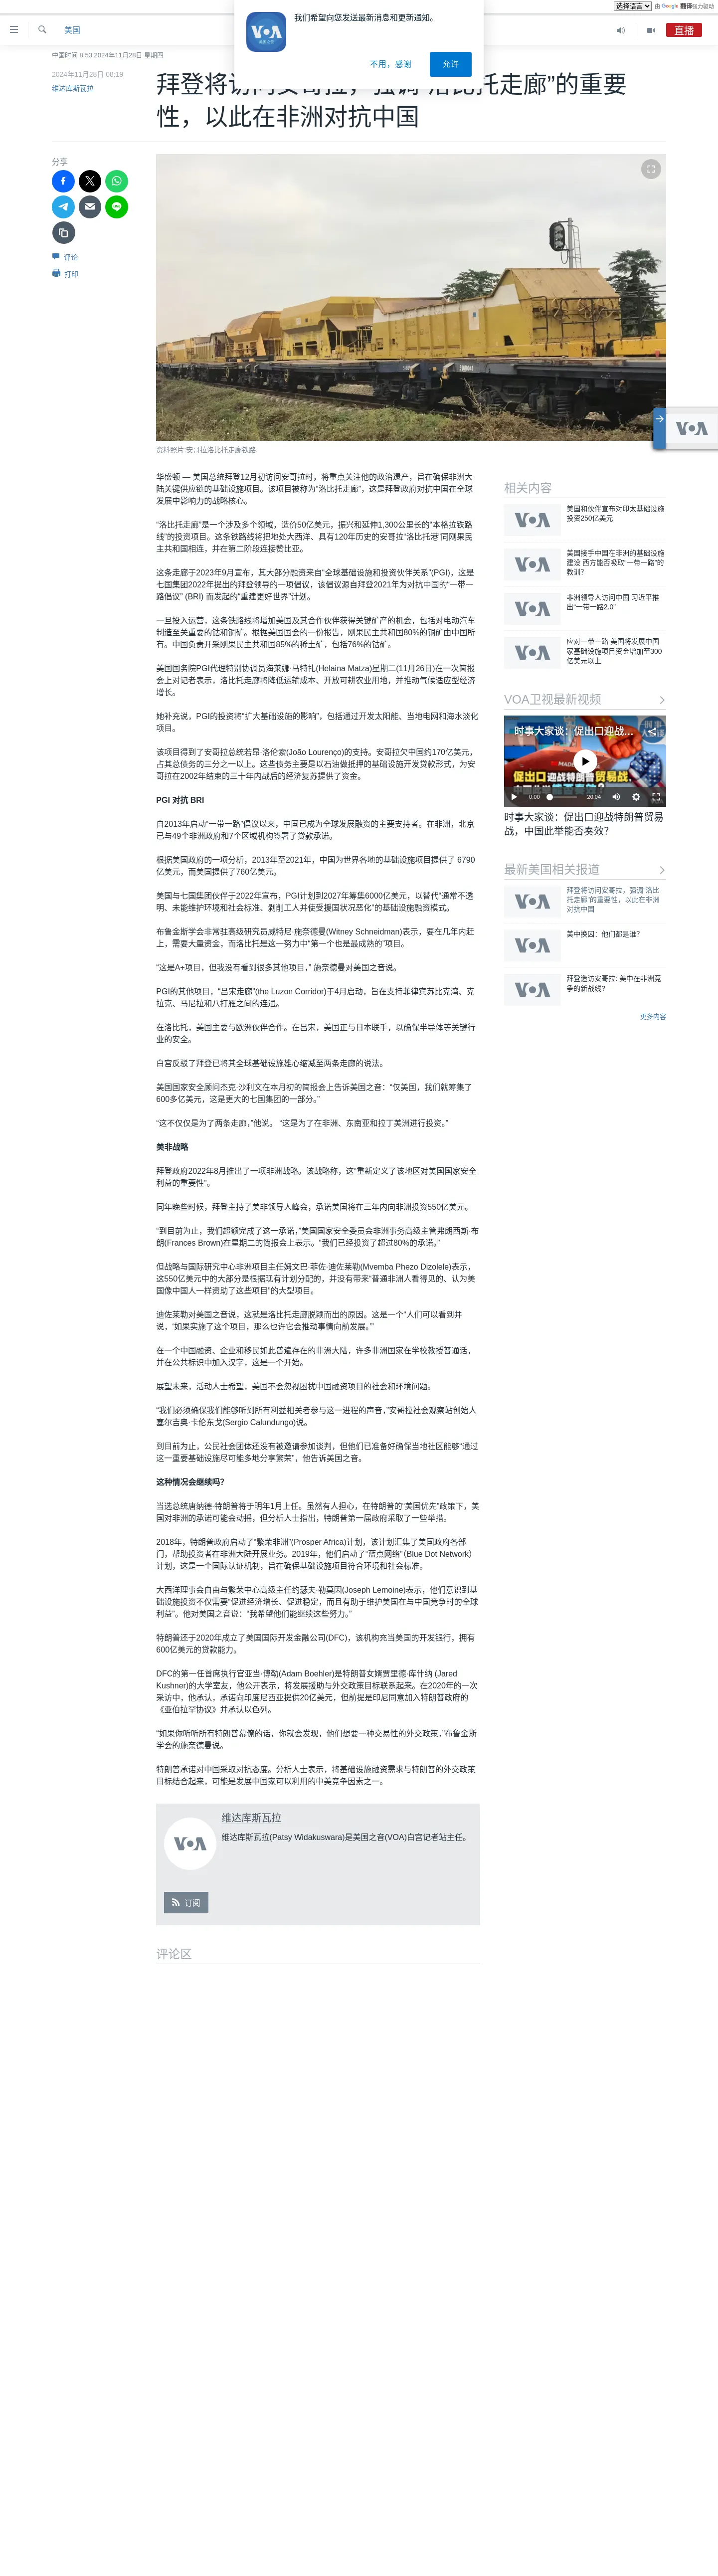 选择语言 由 Google 翻译强力驱动
VOA
美国之音
我们希望向您发送最新消息和更新通知。
不用，感谢
允许
美国
直播
中国时间 8:53 2024年11月28日 星期四
2024年11月28日 08:19
维达库斯瓦拉
拜登将访问安哥拉，强调“洛比托走廊”的重要
性，以此在非洲对抗中国
分享
评论
打印
资料照片:安哥拉洛比托走廊铁路.
VOA
华盛顿 — 美国总统拜登12月初访问安哥拉时，将重点关注他的政治遗产，旨在确保非洲大
陆关键供应链的基础设施项目。该项目被称为“洛比托走廊”，这是拜登政府对抗中国在全球
发展中影响力的战略核心。
“洛比托走廊”是一个涉及多个领域，造价50亿美元，振兴和延伸1,300公里长的“本格拉铁路
线”的投资项目。这条铁路线将把地处大西洋、具有120年历史的安哥拉“洛比托港”同刚果民
主共和国相连，并在第二阶段连接赞比亚。
这条走廊于2023年9月宣布，其大部分融资来自“全球基础设施和投资伙伴关系”(PGI)，这是
七国集团2022年提出的拜登领导的一项倡议，该倡议源自拜登2021年为对抗中国的“一带一
路倡议” (BRI) 而发起的“重建更好世界”计划。
一旦投入运营，这条铁路线将增加美国及其合作伙伴获得关键矿产的机会，包括对电动汽车
制造至关重要的钴和铜矿。根据美国国会的一份报告，刚果民主共和国80%的铜矿由中国所
有。中国负责开采刚果民主共和国85%的稀土矿，包括76%的钴矿。
美国国务院PGI代理特别协调员海莱娜·马特扎(Helaina Matza)星期二(11月26日)在一次简报
会上对记者表示，洛比托走廊将降低运输成本、开放可耕农业用地，并推动气候适应型经济
增长。
她补充说，PGI的投资将“扩大基础设施的影响”，包括通过开发太阳能、当地电网和海水淡化
项目。
该项目得到了安哥拉总统若昂·洛伦索(João Lourenço)的支持。安哥拉欠中国约170亿美元，
占其总债务的三分之一以上。这些债务主要是以石油做抵押的基础设施开发贷款形式，为安
哥拉在2002年结束的三十年内战后的经济复苏提供了资金。
PGI 对抗 BRI
自2013年启动“一带一路”倡议以来，中国已成为全球发展融资的主要支持者。在非洲，北京
已与49个非洲政府和7个区域机构签署了贷款承诺。
根据美国政府的一项分析，2013年至2021年，中国为世界各地的基础设施项目提供了 6790
亿美元，而美国提供了760亿美元。
美国与七国集团伙伴于2022年宣布，PGI计划到2027年筹集6000亿美元，以替代“通常不透
明、未能维护环境和社会标准、剥削工人并使受援国状况恶化”的基础设施融资模式。
布鲁金斯学会非常驻高级研究员威特尼·施奈德曼(Witney Schneidman)表示，要在几年内赶
上，需要大量资金，而洛比托是这一努力中“第一个也是最成熟的”项目。
“这是A+项目，但我没有看到很多其他项目，” 施奈德曼对美国之音说。
PGI的其他项目，“吕宋走廊”(the Luzon Corridor)于4月启动，旨在支持菲律宾苏比克湾、克
拉克、马尼拉和八打雁之间的连通。
在洛比托，美国主要与欧洲伙伴合作。在吕宋，美国正与日本联手，以确保半导体等关键行
业的安全。
白宫反驳了拜登已将其全球基础设施雄心缩减至两条走廊的说法。
美国国家安全顾问杰克·沙利文在本月初的简报会上告诉美国之音：“仅美国，我们就筹集了
600多亿美元，这是更大的七国集团的一部分。”
“这不仅仅是为了两条走廊，”他说。 “这是为了在非洲、东南亚和拉丁美洲进行投资。”
美非战略
拜登政府2022年8月推出了一项非洲战略。该战略称，这“重新定义了该地区对美国国家安全
利益的重要性”。
同年晚些时候，拜登主持了美非领导人峰会，承诺美国将在三年内向非洲投资550亿美元。
“到目前为止，我们超额完成了这一承诺，”美国国家安全委员会非洲事务高级主管弗朗西斯·布
朗(Frances Brown)在星期二的简报会上表示。“我们已经投资了超过80%的承诺。”
但战略与国际研究中心非洲项目主任姆文巴·菲佐·迪佐莱勒(Mvemba Phezo Dizolele)表示，
这550亿美元中的大部分是根据现有计划分配的，并没有带来“普通非洲人看得见的、认为美
国像中国人一样资助了这些项目”的大型项目。
迪佐莱勒对美国之音说，这就是洛比托走廊脱颖而出的原因。这是一个“人们可以看到并
说，‘如果实施了这个项目，那么也许它会推动事情向前发展。’”
在一个中国融资、企业和移民如此普遍存在的非洲大陆，许多非洲国家在学校教授普通话，
并在公共标识中加入汉字，这是一个开始。
展望未来，活动人士希望，美国不会忽视困扰中国融资项目的社会和环境问题。
“我们必须确保我们能够听到所有利益相关者参与这一进程的声音，”安哥拉社会观察站创始人
塞尔吉奥·卡伦东戈(Sergio Calundungo)说。
到目前为止，公民社会团体还没有被邀请参加谈判，但他们已准备好确保当地社区能够“通过
这一重要基础设施尽可能多地分享繁荣”，他告诉美国之音。
这种情况会继续吗?
当选总统唐纳德·特朗普将于明年1月上任。虽然有人担心，在特朗普的“美国优先”政策下，美
国对非洲的承诺可能会动摇，但分析人士指出，特朗普第一届政府采取了一些举措。
2018年，特朗普政府启动了“繁荣非洲”(Prosper Africa)计划，该计划汇集了美国政府各部
门，帮助投资者在非洲大陆开展业务。2019年，他们启动了“蓝点网络”（Blue Dot Network）
计划，这是一个国际认证机制，旨在确保基础设施项目符合环境和社会标准。
大西洋理事会自由与繁荣中心高级主任约瑟夫·勒莫因(Joseph Lemoine)表示，他们意识到基
础设施投资不仅需要“促进经济增长、促进稳定，而且有助于维护美国在与中国竞争时的全球
利益”。他对美国之音说：“我希望他们能继续这些努力。”
特朗普还于2020年成立了美国国际开发金融公司(DFC)，该机构充当美国的开发银行，拥有
600亿美元的贷款能力。
DFC的第一任首席执行官亚当·博勒(Adam Boehler)是特朗普女婿贾里德·库什纳 (Jared
Kushner)的大学室友，他公开表示，将发展援助与外交政策目标联系起来。在2020年的一次
采访中，他承认，承诺向印度尼西亚提供20亿美元，但前提是印尼同意加入特朗普政府的
《亚伯拉罕协议》并承认以色列。
“如果你听听所有特朗普幕僚的话，你就会发现，他们想要一种交易性的外交政策，”布鲁金斯
学会的施奈德曼说。
特朗普承诺对中国采取对抗态度。分析人士表示，将基础设施融资需求与特朗普的外交政策
目标结合起来，可能是发展中国家可以利用的中美竞争因素之一。
VOA
维达库斯瓦拉
维达库斯瓦拉(Patsy Widakuswara)是美国之音(VOA)白宫记者站主任。
订阅
评论区
相关内容
VOA
美国和伙伴宣布对印太基础设施
投资250亿美元
VOA
美国接手中国在非洲的基础设施
建设 西方能否吸取“一带一路”的
教训？
VOA
非洲领导人访问中国 习近平推
出“一带一路2.0”
VOA
应对一带一路 美国将发展中国
家基础设施项目资金增加至300
亿美元以上
VOA卫视最新视频
时事大家谈：促出口迎战...
促出口迎战特朗普贸易战，
0:00
20:04
时事大家谈：促出口迎战特朗普贸易
战，中国此举能否奏效？
最新美国相关报道
VOA
拜登将访问安哥拉，强调“洛比
托走廊”的重要性，以此在非洲
对抗中国
VOA
美中换囚：他们都是谁？
VOA
拜登造访安哥拉: 美中在非洲竞
争的新战线?
更多内容